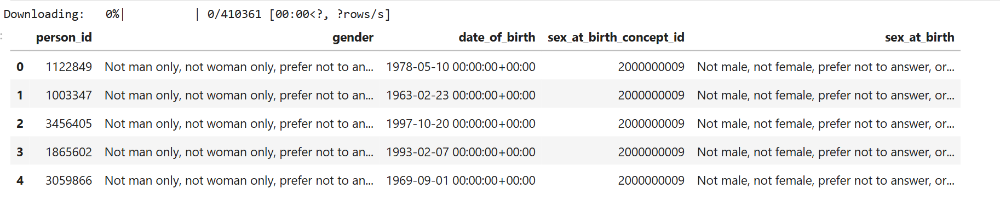 Downloading:   0%|          | 0/410361 [00:00<?, ?rows/s]
: person_id gender date_of_birth sex_at_birth_concept_id sex_at_birth
0 1122849 Not man only, not woman only, prefer not to an... 1978-05-10 00:00:00+00:00 2000000009 Not male, not female, prefer not to answer, or...
1 1003347 Not man only, not woman only, prefer not to an... 1963-02-23 00:00:00+00:00 2000000009 Not male, not female, prefer not to answer, or...
2 3456405 Not man only, not woman only, prefer not to an... 1997-10-20 00:00:00+00:00 2000000009 Not male, not female, prefer not to answer, or...
3 1865602 Not man only, not woman only, prefer not to an... 1993-02-07 00:00:00+00:00 2000000009 Not male, not female, prefer not to answer, or...
4 3059866 Not man only, not woman only, prefer not to an... 1969-09-01 00:00:00+00:00 2000000009 Not male, not female, prefer not to answer, or...